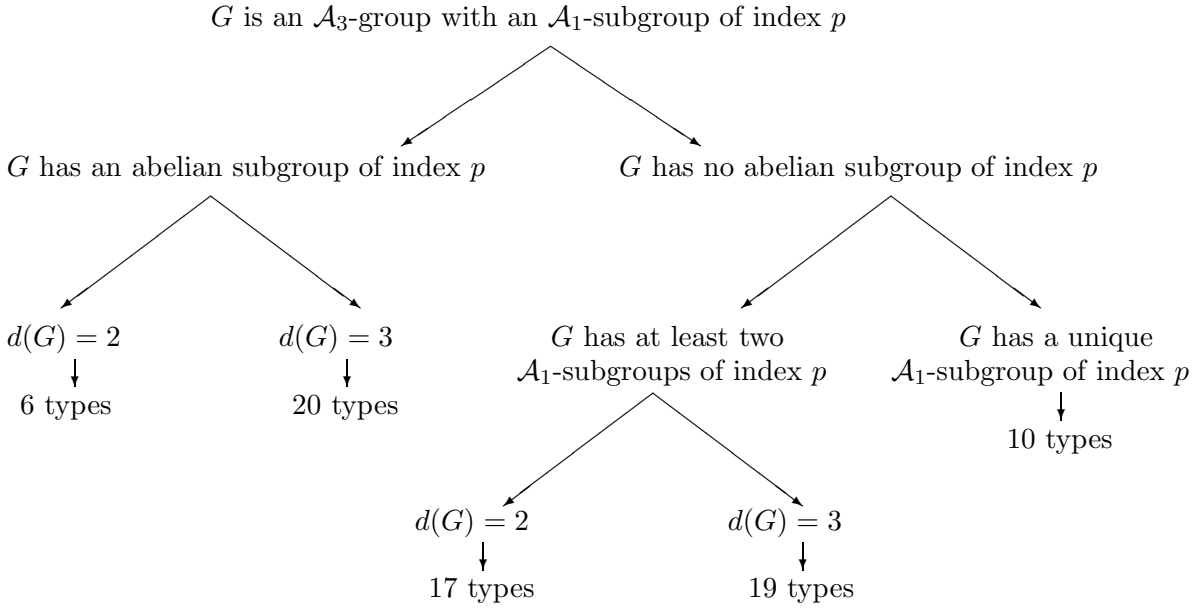 G is an 𝒜₃-group with an 𝒜₁-subgroup of index p
G has an abelian subgroup of index p
G has no abelian subgroup of index p
d(G) = 2
d(G) = 3
G has at least two
𝒜₁-subgroups of index p
G has a unique
𝒜₁-subgroup of index p
6 types
20 types
10 types
d(G) = 2
d(G) = 3
17 types
19 types